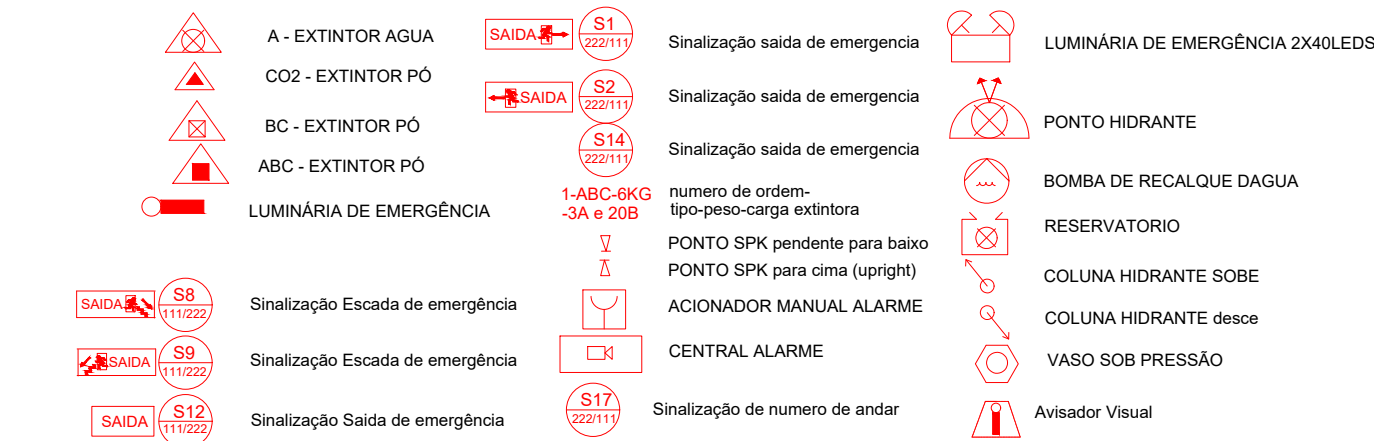 A - EXTINTOR AGUA
CO2 - EXTINTOR PÓ
BC - EXTINTOR PÓ
ABC - EXTINTOR PÓ
LUMINÁRIA DE EMERGÊNCIA
SAIDA
S8
111/222
Sinalização Escada de emergência
SAIDA
S9
111/222
Sinalização Escada de emergência
SAIDA
S12
111/222
Sinalização Saida de emergência
SAIDA
S1
222/111
Sinalização saida de emergencia
SAIDA
S2
222/111
Sinalização saida de emergencia
S14
222/111
Sinalização saida de emergencia
1-ABC-6KG
-3A e 20B
numero de ordem-
tipo-peso-carga extintora
PONTO SPK pendente para baixo
PONTO SPK para cima (upright)
ACIONADOR MANUAL ALARME
CENTRAL ALARME
S17
222/111
Sinalização de numero de andar
LUMINÁRIA DE EMERGÊNCIA 2X40LEDS
PONTO HIDRANTE
BOMBA DE RECALQUE DAGUA
RESERVATORIO
COLUNA HIDRANTE SOBE
COLUNA HIDRANTE desce
VASO SOB PRESSÃO
Avisador Visual